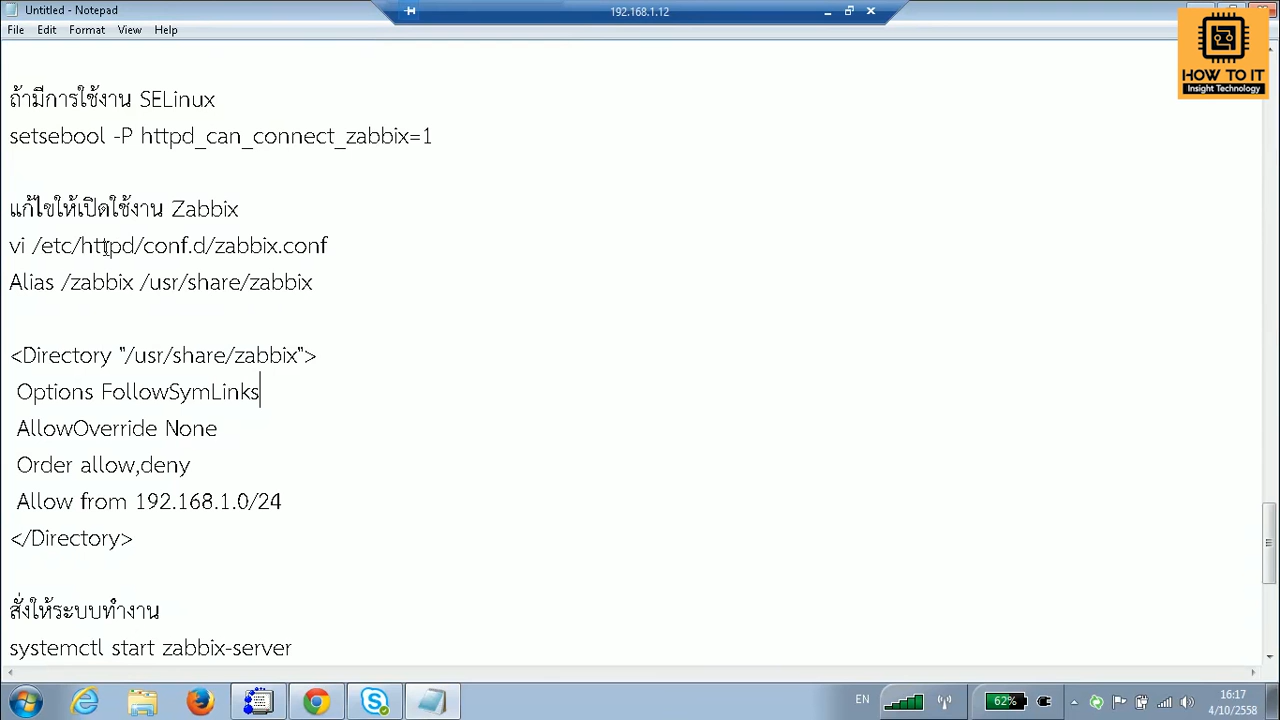 Untitled - Notepad
192.168.1.12
File Edit Format View Help
HOW TO IT
Insight Technology
ถ้ามีการใช้งาน SELinux
setsebool -P httpd_can_connect_zabbix=1
แก้ไขให้เปิดใช้งาน Zabbix
vi /etc/httpd/conf.d/zabbix.conf
Alias /zabbix /usr/share/zabbix
<Directory "/usr/share/zabbix">
Options FollowSymLinks
AllowOverride None
Order allow,deny
Allow from 192.168.1.0/24
</Directory>
สั่งให้ระบบทำงาน
systemctl start zabbix-server
EN
62%
16:17
4/10/2558